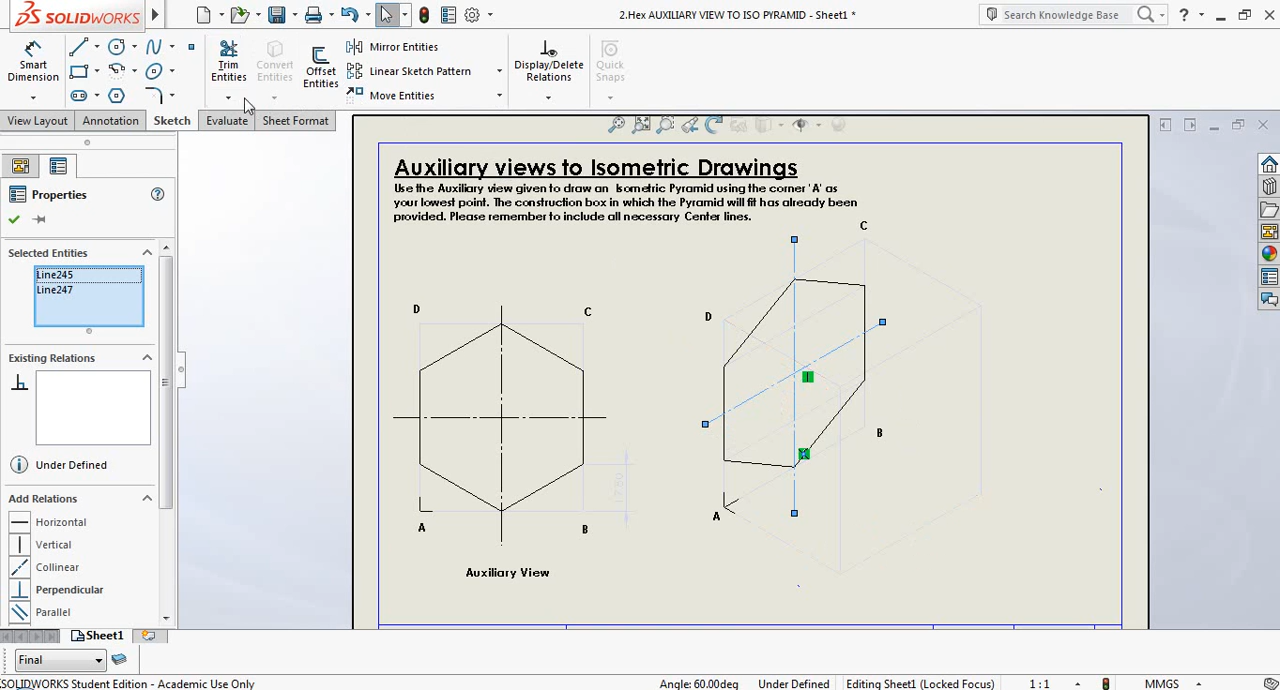 SOLIDWORKS
2.Hex AUXILIARY VIEW TO ISO PYRAMID - Sheet1 *
Search Knowledge Base
?
Smart Dimension
Trim Entities
Convert Entities
Offset Entities
Mirror Entities
Linear Sketch Pattern
Move Entities
Display/Delete Relations
Quick Snaps
View Layout
Annotation
Sketch
Evaluate
Sheet Format
Properties
?
Selected Entities
Line245
Line247
Existing Relations
Under Defined
Add Relations
Horizontal
Vertical
Collinear
Perpendicular
Parallel
Auxiliary views to Isometric Drawings
Use the Auxiliary view given to draw an Isometric Pyramid using the corner 'A' as
your lowest point. The construction box in which the Pyramid will fit has already been
provided. Please remember to include all necessary Center lines.
C
D
C
D
B
A
A
B
Auxiliary View
Sheet1
Final
SOLIDWORKS Student Edition - Academic Use Only
Angle: 60.00deg
Under Defined
Editing Sheet1 (Locked Focus)
1 : 1
MMGS